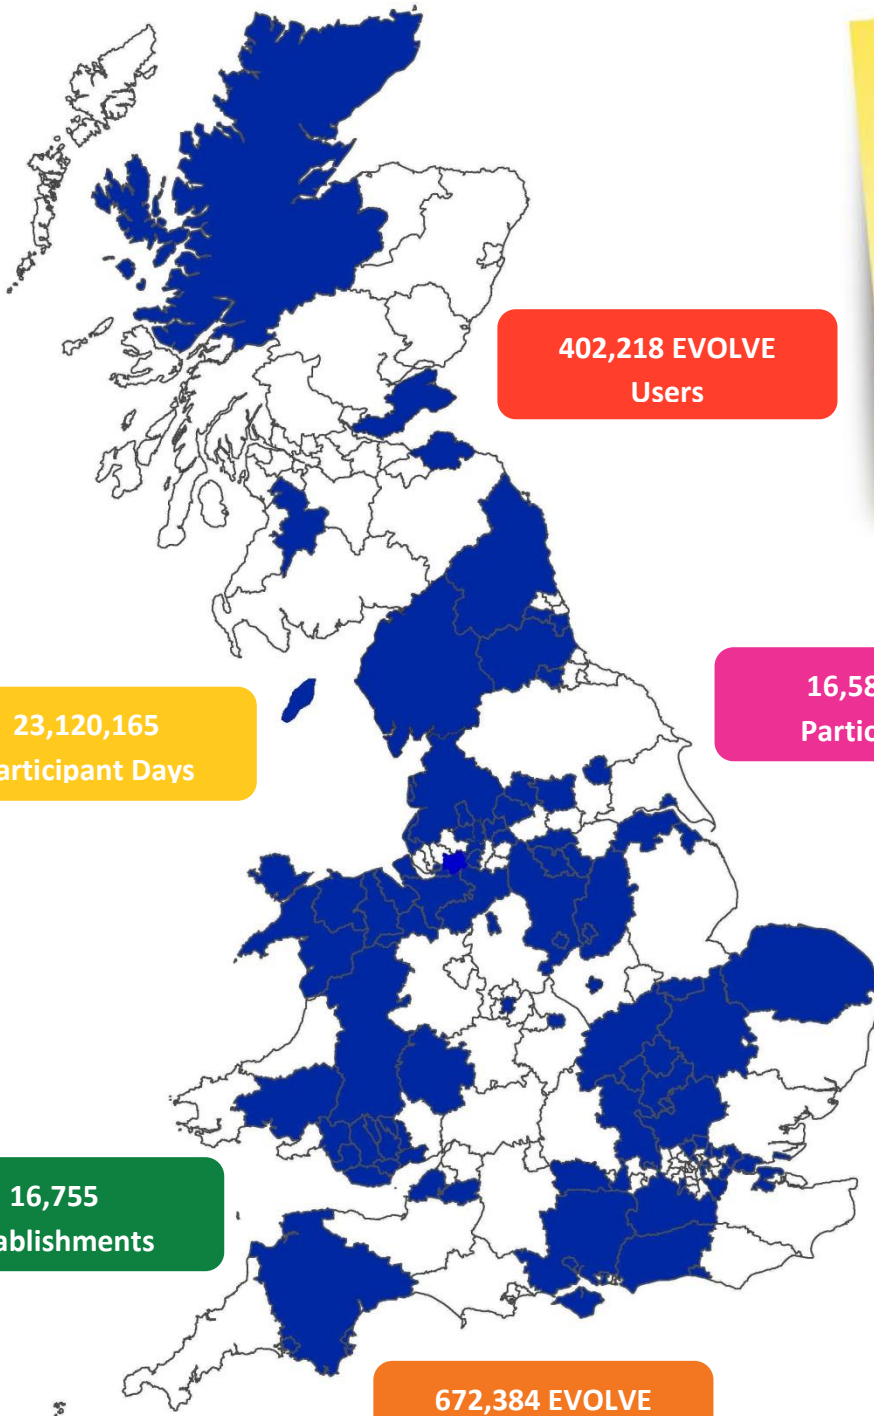 402,218 EVOLVE
Users
16,58
Partic
23,120,165
articipant Days
16,755
ablishments
672,384 EVOLVE